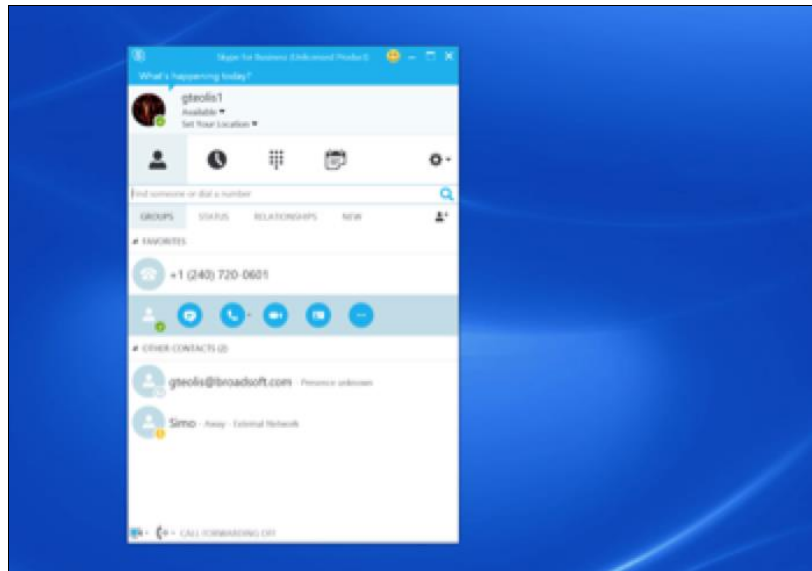 Skype for Business (Unlicensed Product)
What's happening today?
gteolis1
Available
Set Your Location
Find someone or dial a number
GROUPS STATUS RELATIONSHIPS NEW
FAVORITES
+1 (240) 720-0601
OTHER CONTACTS (2)
gteolis@broadsoft.com - Presence unknown
Simo - Away - External Network
CALL FORWARDING OFF